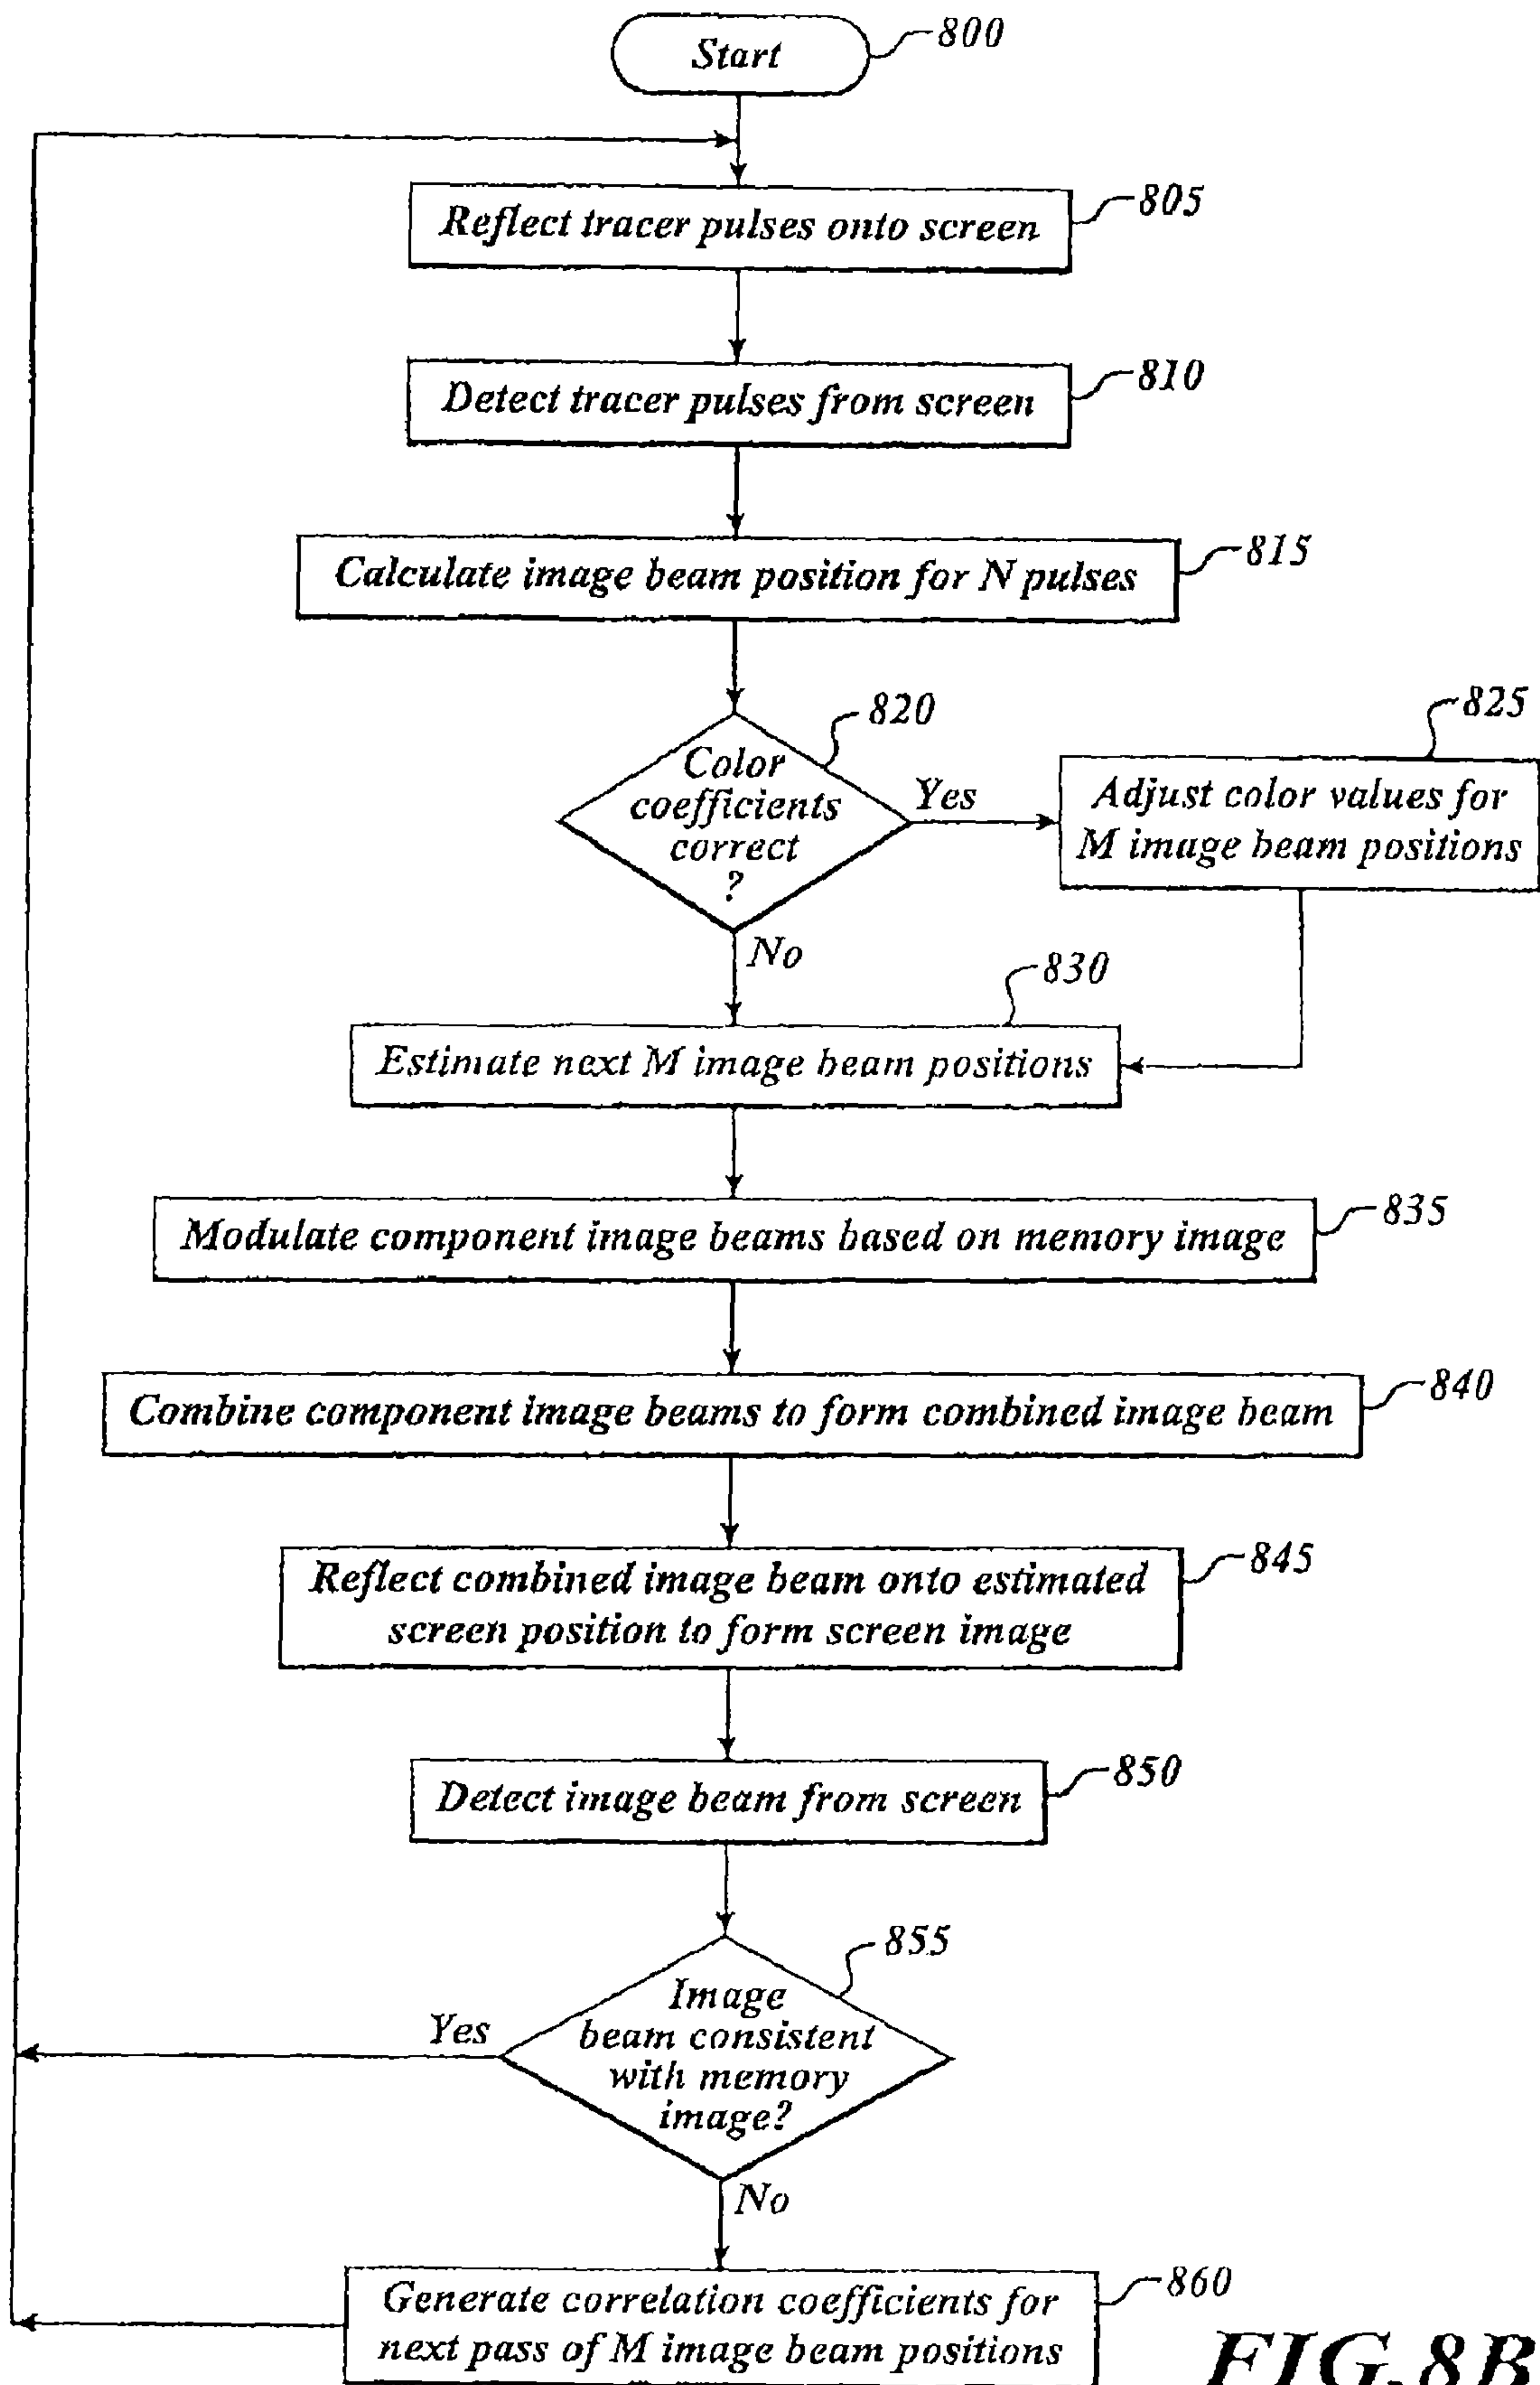 Start
800
Reflect tracer pulses onto screen
805
Detect tracer pulses from screen
810
Calculate image beam position for N pulses
815
Color
coefficients
correct
?
820
Yes
Adjust color values for
M image beam positions
825
No
Estimate next M image beam positions
830
Modulate component image beams based on memory image
835
Combine component image beams to form combined image beam
840
Reflect combined image beam onto estimated
screen position to form screen image
845
Detect image beam from screen
850
Image
beam consistent
with memory
image?
855
Yes
No
Generate correlation coefficients for
next pass of M image beam positions
860
FIG.8B